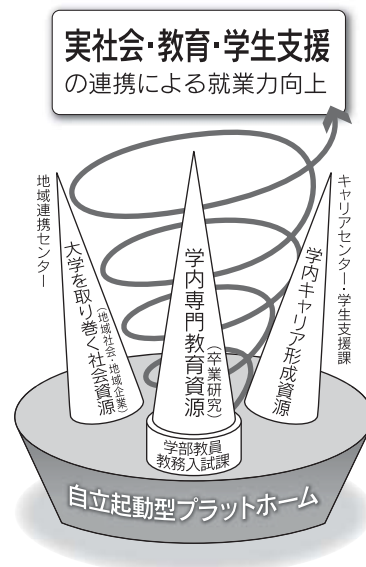 実社会・教育・学生支援
の連携による就業力向上
地域連携センター
大学を取り巻く社会資源
(地域社会・地域企業)
学内専門教育資源
(卒業研究)
学内キャリア形成資源
キャリアセンター・学生支援課
学部教員
教務入試課
自立起動型プラットホーム